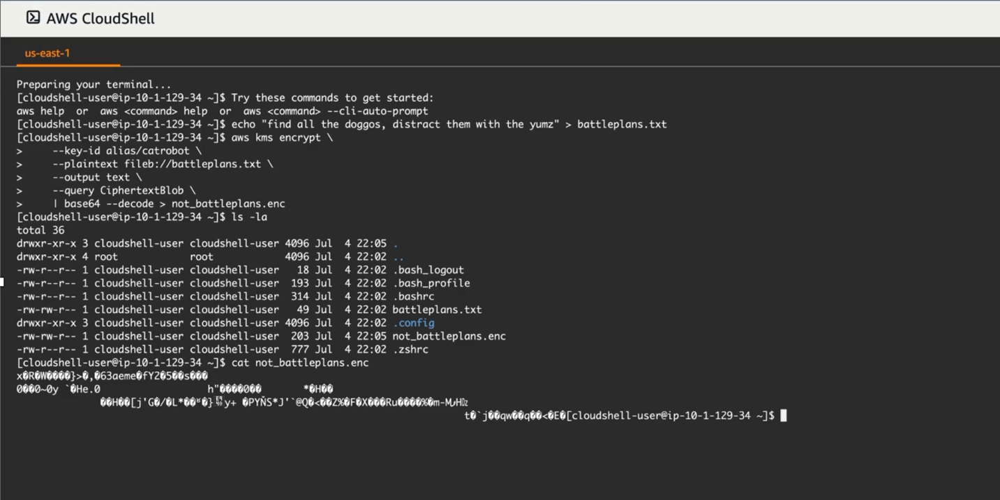 AWS CloudShell
us-east-1
Preparing your terminal...
[cloudshell-user@ip-10-1-129-34 ~]$ Try these commands to get started:
aws help  or  aws <command> help  or  aws <command> --cli-auto-prompt
[cloudshell-user@ip-10-1-129-34 ~]$ echo "find all the doggos, distract them with the yumz" > battleplans.txt
[cloudshell-user@ip-10-1-129-34 ~]$ aws kms encrypt \
>     --key-id alias/catrobot \
>     --plaintext fileb://battleplans.txt \
>     --output text \
>     --query CiphertextBlob \
>     | base64 --decode > not_battleplans.enc
[cloudshell-user@ip-10-1-129-34 ~]$ ls -la
total 36
drwxr-xr-x 3 cloudshell-user cloudshell-user 4096 Jul  4 22:05 .
drwxr-xr-x 4 root            root            4096 Jul  4 22:02 ..
-rw-r--r-- 1 cloudshell-user cloudshell-user   18 Jul  4 22:02 .bash_logout
-rw-r--r-- 1 cloudshell-user cloudshell-user  193 Jul  4 22:02 .bash_profile
-rw-r--r-- 1 cloudshell-user cloudshell-user  314 Jul  4 22:02 .bashrc
-rw-rw-r-- 1 cloudshell-user cloudshell-user   49 Jul  4 22:02 battleplans.txt
drwxr-xr-x 3 cloudshell-user cloudshell-user 4096 Jul  4 22:02 .config
-rw-rw-r-- 1 cloudshell-user cloudshell-user  203 Jul  4 22:05 not_battleplans.enc
-rw-r--r-- 1 cloudshell-user cloudshell-user  777 Jul  4 22:02 .zshrc
[cloudshell-user@ip-10-1-129-34 ~]$ cat not_battleplans.enc
x�R�W����}>�,�63aeme�fY2�5��s���
0��0~0y `�He.0 h"����0�� *�H��
t�`j��qw��q��<�E�[cloudshell-user@ip-10-1-129-34 ~]$